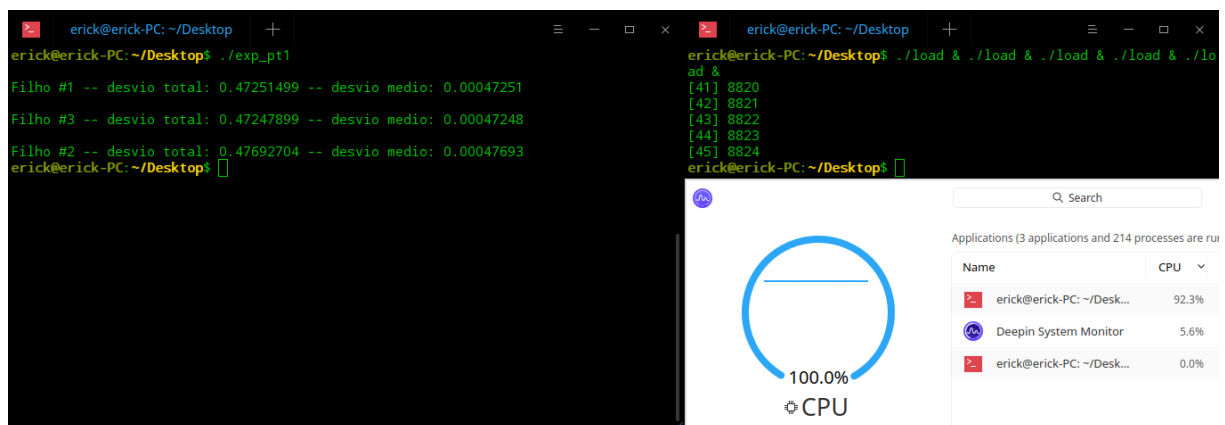 erick@erick-PC: ~/Desktop
erick@erick-PC:~/Desktop$ ./exp_pt1
Filho #1 -- desvio total: 0.47251499 -- desvio medio: 0.00047251
Filho #3 -- desvio total: 0.47247899 -- desvio medio: 0.00047248
Filho #2 -- desvio total: 0.47692704 -- desvio medio: 0.00047693
erick@erick-PC:~/Desktop$
erick@erick-PC: ~/Desktop
erick@erick-PC:~/Desktop$ ./load & ./load & ./load & ./load & ./lo
ad &
[41] 8820
[42] 8821
[43] 8822
[44] 8823
[45] 8824
erick@erick-PC:~/Desktop$
Search
Applications (3 applications and 214 processes are ru
Name CPU
erick@erick-PC: ~/Desk... 92.3%
Deepin System Monitor 5.6%
erick@erick-PC: ~/Desk... 0.0%
100.0%
CPU